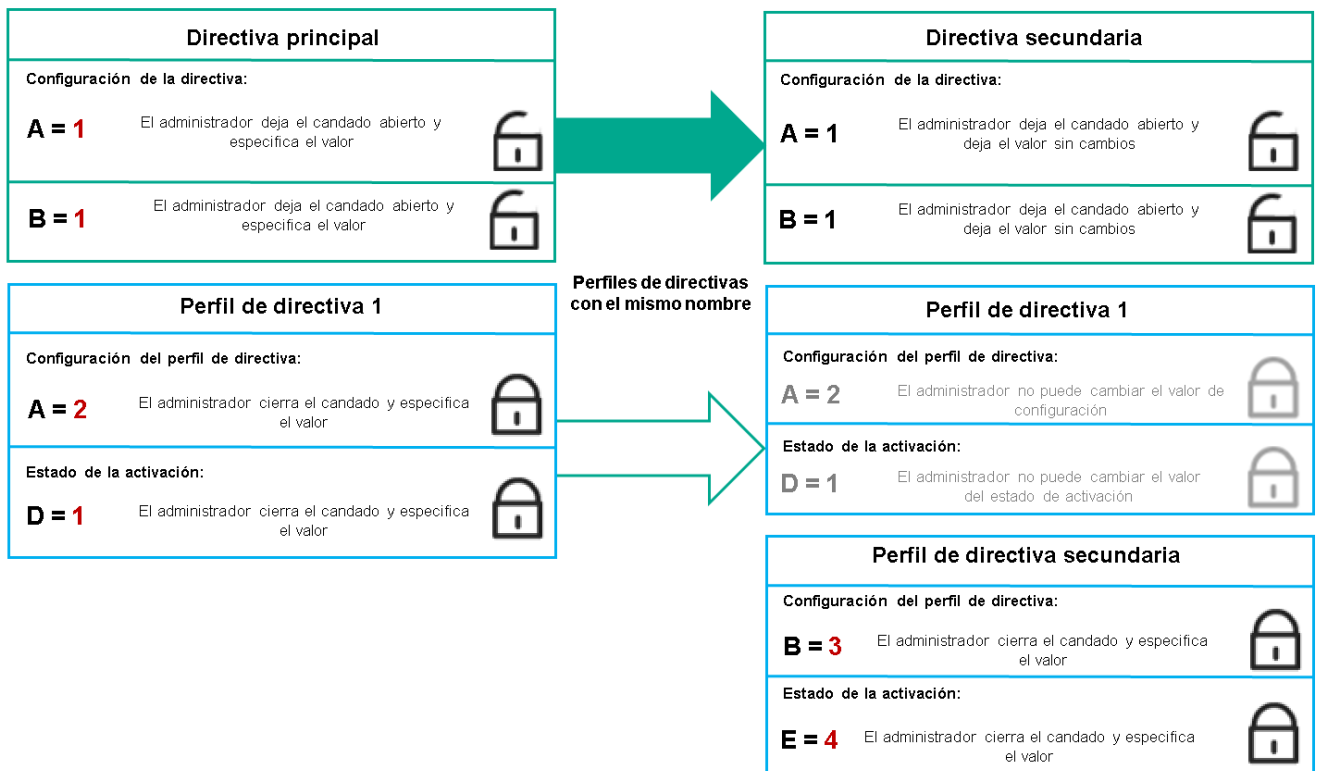 Directiva principal
Configuración de la directiva:
A = 1
El administrador deja el candado abierto y
especifica el valor
B = 1
El administrador deja el candado abierto y
especifica el valor
Directiva secundaria
Configuración de la directiva:
A = 1
El administrador deja el candado abierto y
deja el valor sin cambios
B = 1
El administrador deja el candado abierto y
deja el valor sin cambios
Perfiles de directivas
con el mismo nombre
Perfil de directiva 1
Configuración del perfil de directiva:
A = 2
El administrador cierra el candado y especifica
el valor
Estado de la activación:
D = 1
El administrador cierra el candado y especifica
el valor
Perfil de directiva 1
Configuración del perfil de directiva:
A = 2
El administrador no puede cambiar el valor de
configuración
Estado de la activación:
D = 1
El administrador no puede cambiar el valor
del estado de activación
Perfil de directiva secundaria
Configuración del perfil de directiva:
B = 3
El administrador cierra el candado y especifica
el valor
Estado de la activación:
E = 4
El administrador cierra el candado y especifica
el valor